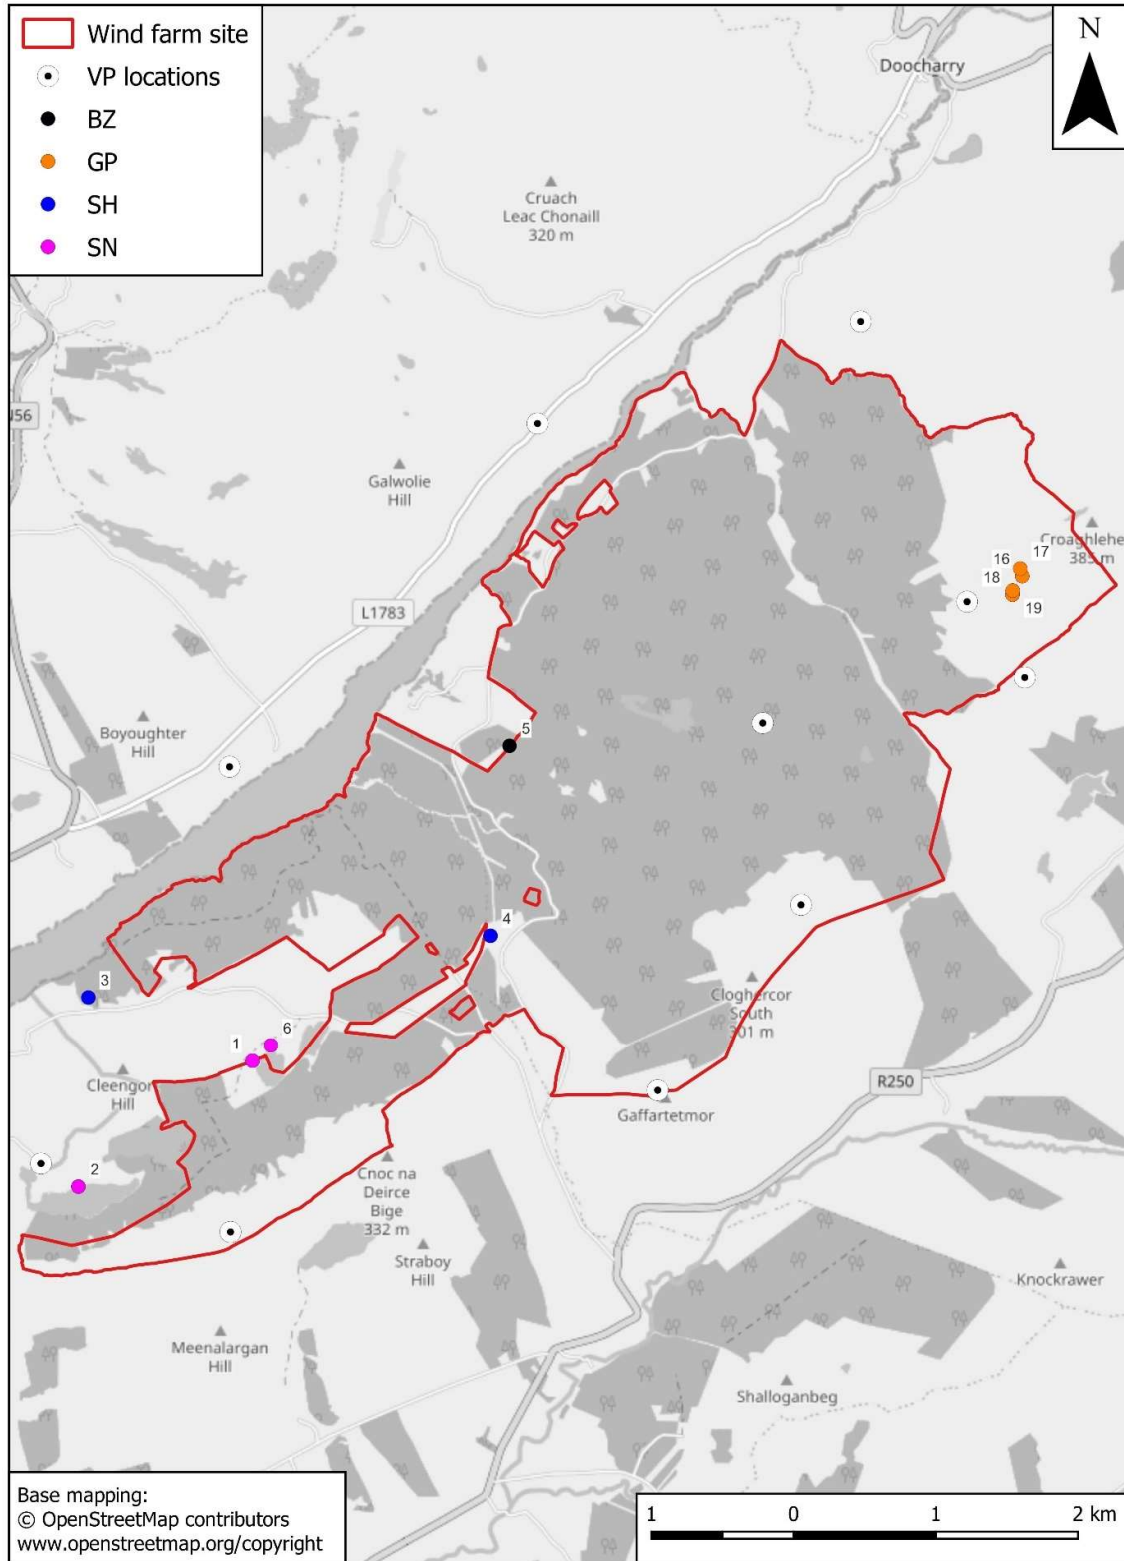 Wind farm site
VP locations
BZ
GP
SH
SN
N
Doocharry
Cruach
Leac Chonaill
320 m
Galwolie
Hill
L1783
Croaghlehe
385 m
16
17
18
19
Boyoughter
Hill
5
4
3
6
1
Cleengor
Hill
2
Cloghercor
South
301 m
R250
Gaffartetmor
Cnoc na
Deirce
Bige
332 m
Straboy
Hill
Knockrawer
Meenalargan
Hill
Shalloganbeg
Base mapping:
© OpenStreetMap contributors
www.openstreetmap.org/copyright
1 0 1 2 km